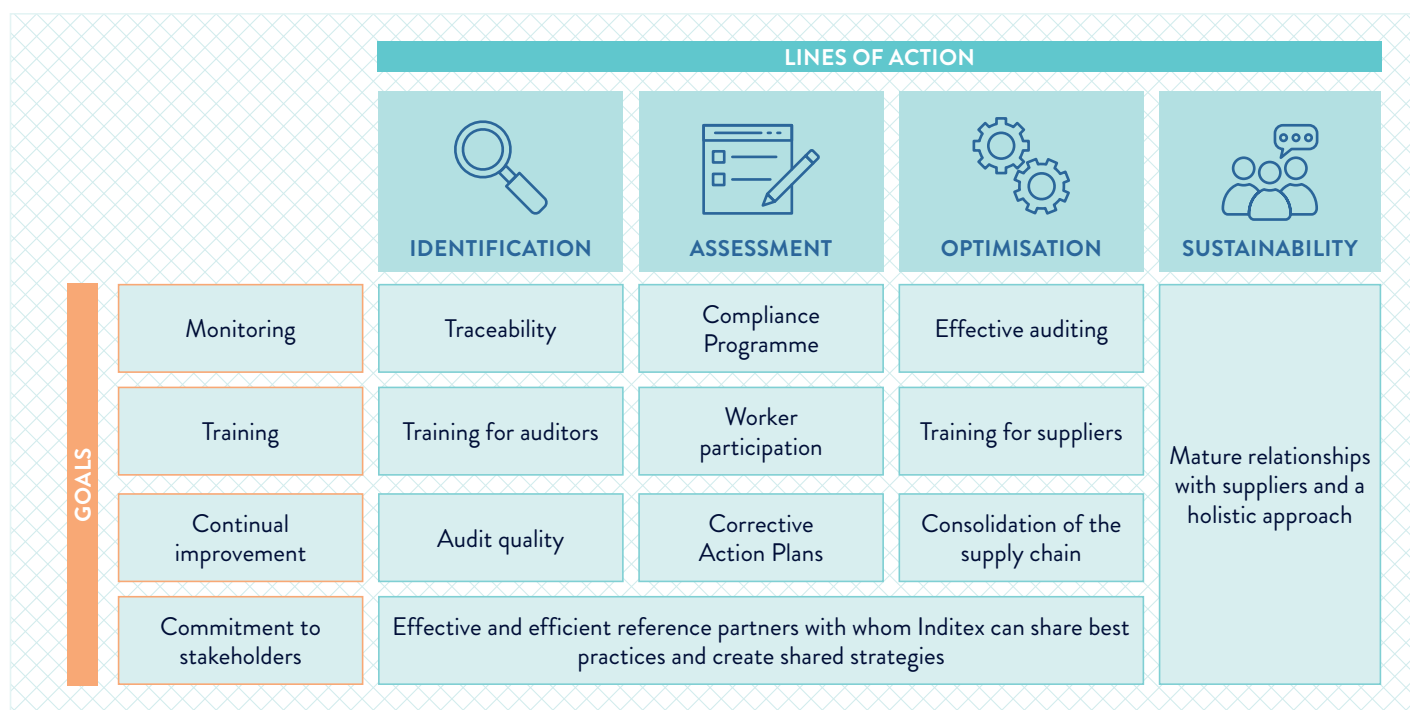 LINES OF ACTION
IDENTIFICATION
ASSESSMENT
OPTIMISATION
SUSTAINABILITY
GOALS
Monitoring
Traceability
Compliance
Programme
Effective auditing
Training
Training for auditors
Worker
participation
Training for suppliers
Continual
improvement
Audit quality
Corrective
Action Plans
Consolidation of the
supply chain
Commitment to
stakeholders
Effective and efficient reference partners with whom Inditex can share best
practices and create shared strategies
Mature relationships
with suppliers and a
holistic approach